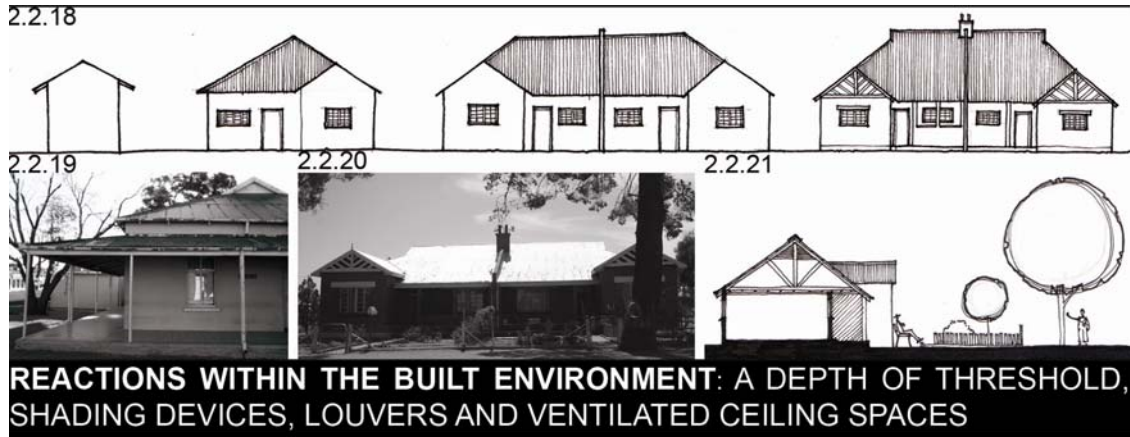 2.2.18
2.2.19
2.2.20
2.2.21
REACTIONS WITHIN THE BUILT ENVIRONMENT: A DEPTH OF THRESHOLD,
SHADING DEVICES, LOUVERS AND VENTILATED CEILING SPACES